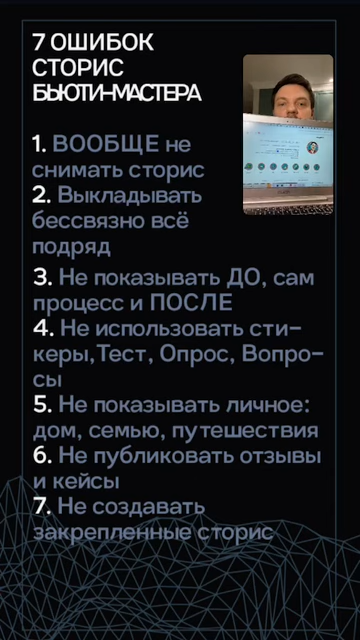 7 ОШИБОК
СТОРИС
БЬЮТИ-МАСТЕРА
1. ВООБЩЕ не
снимать сторис
2. Выкладывать
бессвязно всё
подряд
3. Не показывать ДО, сам
процесс и ПОСЛЕ
4. Не использовать сти-
керы,Тест, Опрос, Вопро-
сы
5. Не показывать личное:
дом, семью, путешествия
6. Не публиковать отзывы
и кейсы
7. Не создавать
закрепленные сторис